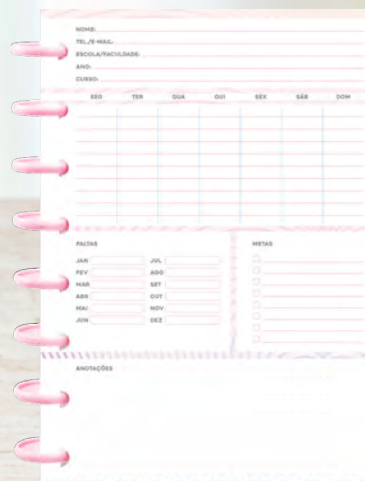 NOME:
TEL./E-MAIL:
ESCOLA/FACULDADE:
ANO:
CURSO:
SEG TER QUA QUI SEX SÁB DOM
FALTAS
JAN JUL
FEV AGO
MAR SET
ABR OUT
MAI NOV
JUN DEZ
METAS
ANOTAÇÕES